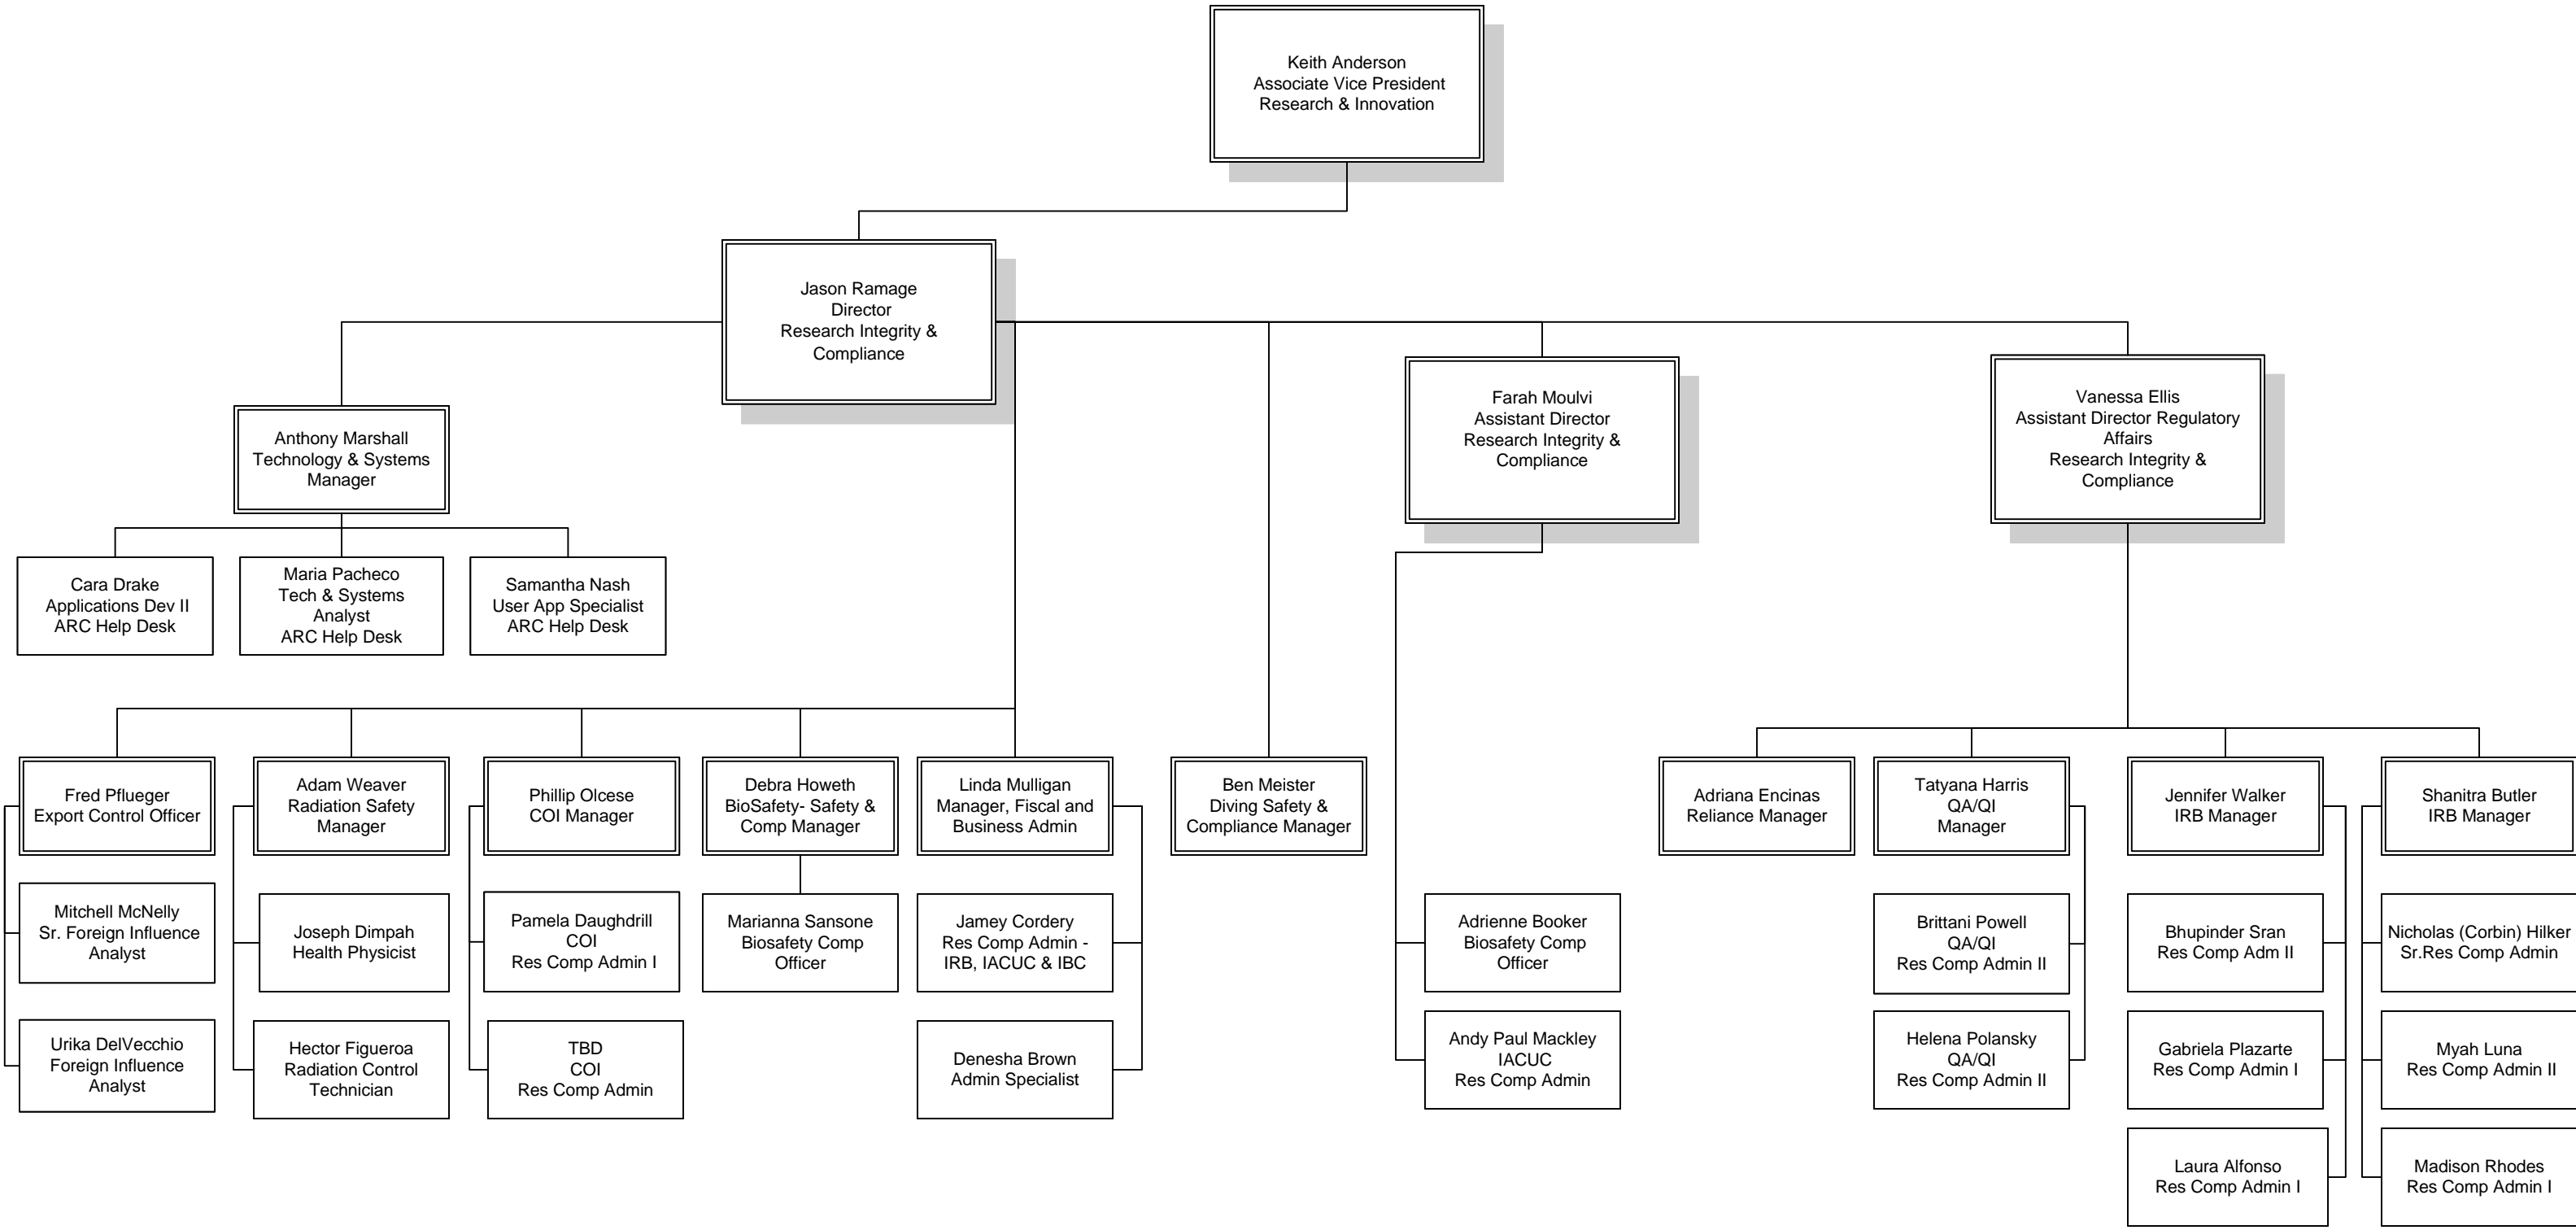 Keith Anderson
Associate Vice President
Research & Innovation
Jason Ramage
Director
Research Integrity &
Compliance
Farah Moulvi
Assistant Director
Research Integrity &
Compliance
Vanessa Ellis
Assistant Director Regulatory
Affairs
Research Integrity &
Compliance
Anthony Marshall
Technology & Systems
Manager
Cara Drake
Applications Dev II
ARC Help Desk
Maria Pacheco
Tech & Systems
Analyst
ARC Help Desk
Samantha Nash
User App Specialist
ARC Help Desk
Fred Pflueger
Export Control Officer
Adam Weaver
Radiation Safety
Manager
Phillip Olcese
COI Manager
Debra Howeth
BioSafety- Safety &
Comp Manager
Linda Mulligan
Manager, Fiscal and
Business Admin
Ben Meister
Diving Safety &
Compliance Manager
Adriana Encinas
Reliance Manager
Tatyana Harris
QA/QI
Manager
Jennifer Walker
IRB Manager
Shanitra Butler
IRB Manager
Mitchell McNelly
Sr. Foreign Influence
Analyst
Joseph Dimpah
Health Physicist
Pamela Daughdrill
COI
Res Comp Admin I
Marianna Sansone
Biosafety Comp
Officer
Jamey Cordery
Res Comp Admin -
IRB, IACUC & IBC
Adrienne Booker
Biosafety Comp
Officer
Brittani Powell
QA/QI
Res Comp Admin II
Bhupinder Sran
Res Comp Adm II
Nicholas (Corbin) Hilker
Sr.Res Comp Admin
Urika DelVecchio
Foreign Influence
Analyst
Hector Figueroa
Radiation Control
Technician
TBD
COI
Res Comp Admin
Denesha Brown
Admin Specialist
Andy Paul Mackley
IACUC
Res Comp Admin
Helena Polansky
QA/QI
Res Comp Admin II
Gabriela Plazarte
Res Comp Admin I
Myah Luna
Res Comp Admin II
Laura Alfonso
Res Comp Admin I
Madison Rhodes
Res Comp Admin I